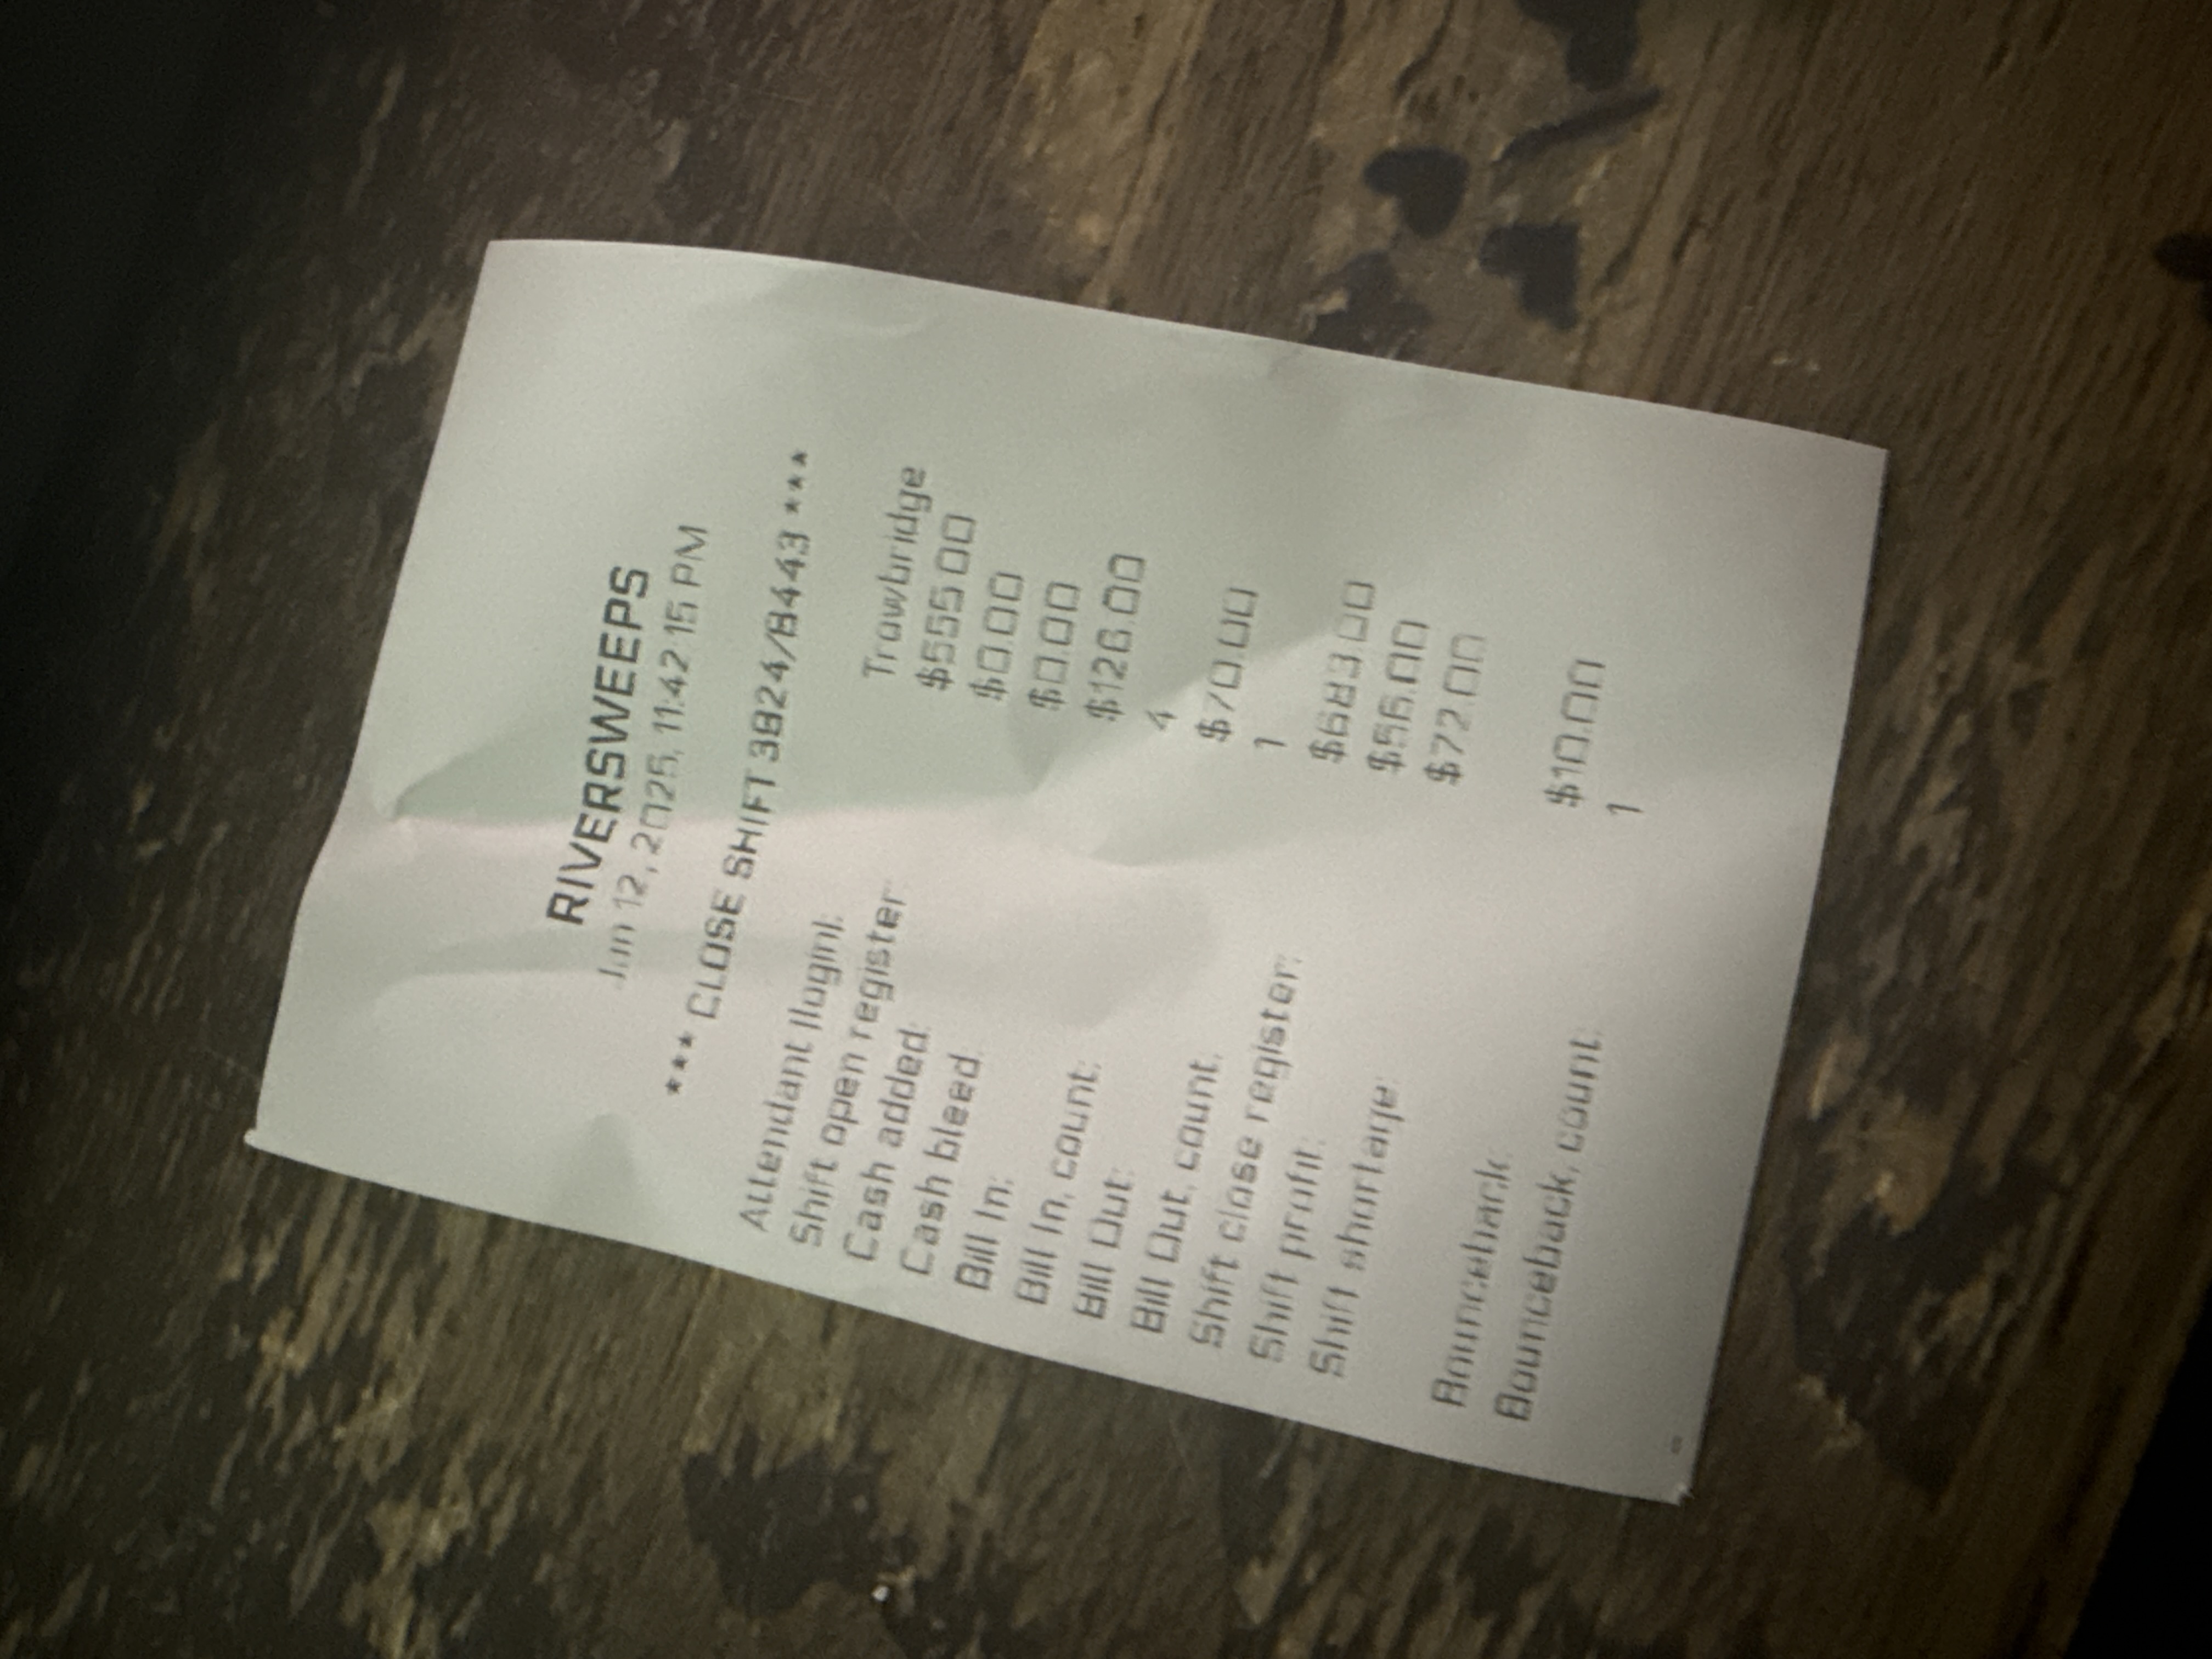 RIVERSWEEPS
Jun 12, 2025, 11:42:15 PM
**** CLOSE SHIFT 3824/8443 ****
Attendant (login): Trowbridge
Shift open register: $555.00
Cash added: $0.00
Cash bleed: $0.00
Bill In: $126.00
Bill In, count: 4
Bill Out: $70.00
Bill Out, count: 1
Shift close register: $683.00
Shift profit: $56.00
Shift shortage: $72.00
Bounceback: $10.00
Bounceback, count: 1